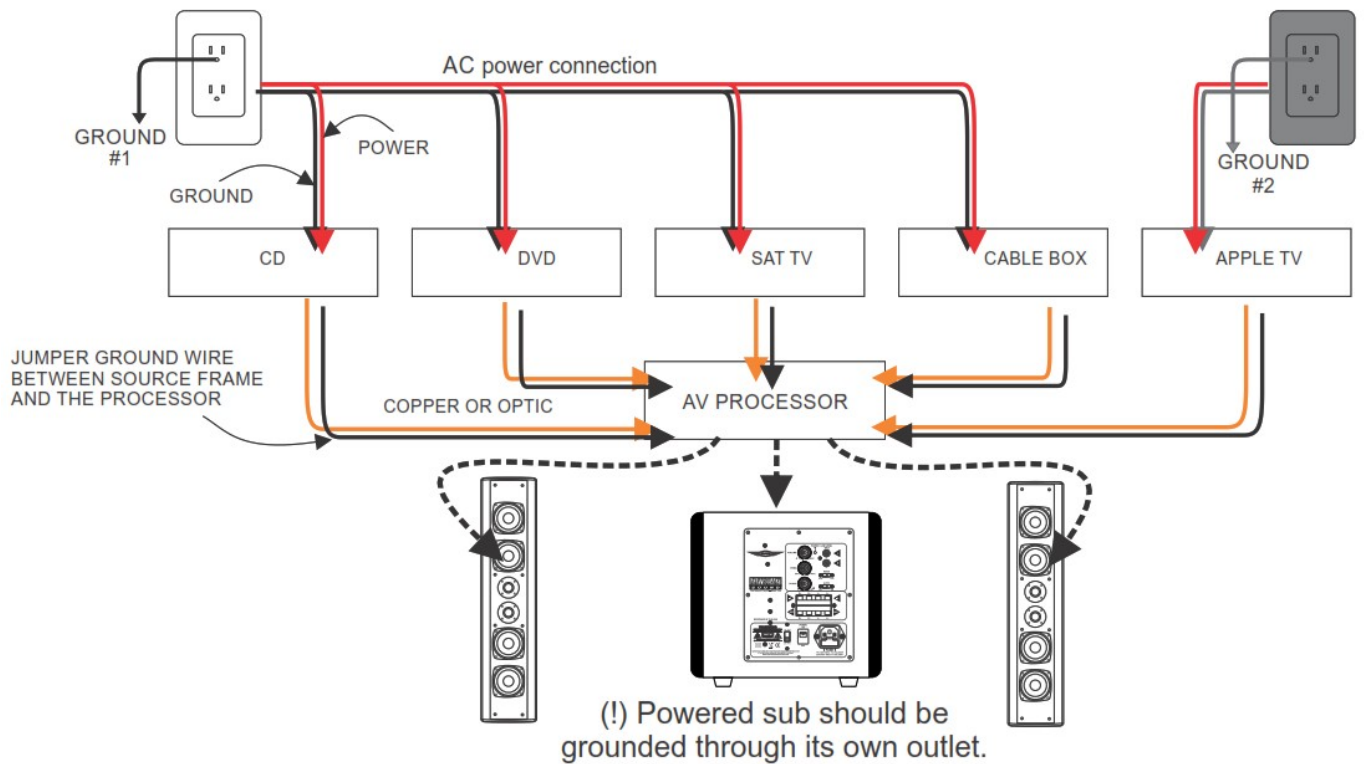 AC power connection
GROUND
#1
POWER
GROUND
GROUND
#2
CD
DVD
SAT TV
CABLE BOX
APPLE TV
JUMPER GROUND WIRE
BETWEEN SOURCE FRAME
AND THE PROCESSOR
COPPER OR OPTIC
AV PROCESSOR
(!) Powered sub should be
grounded through its own outlet.